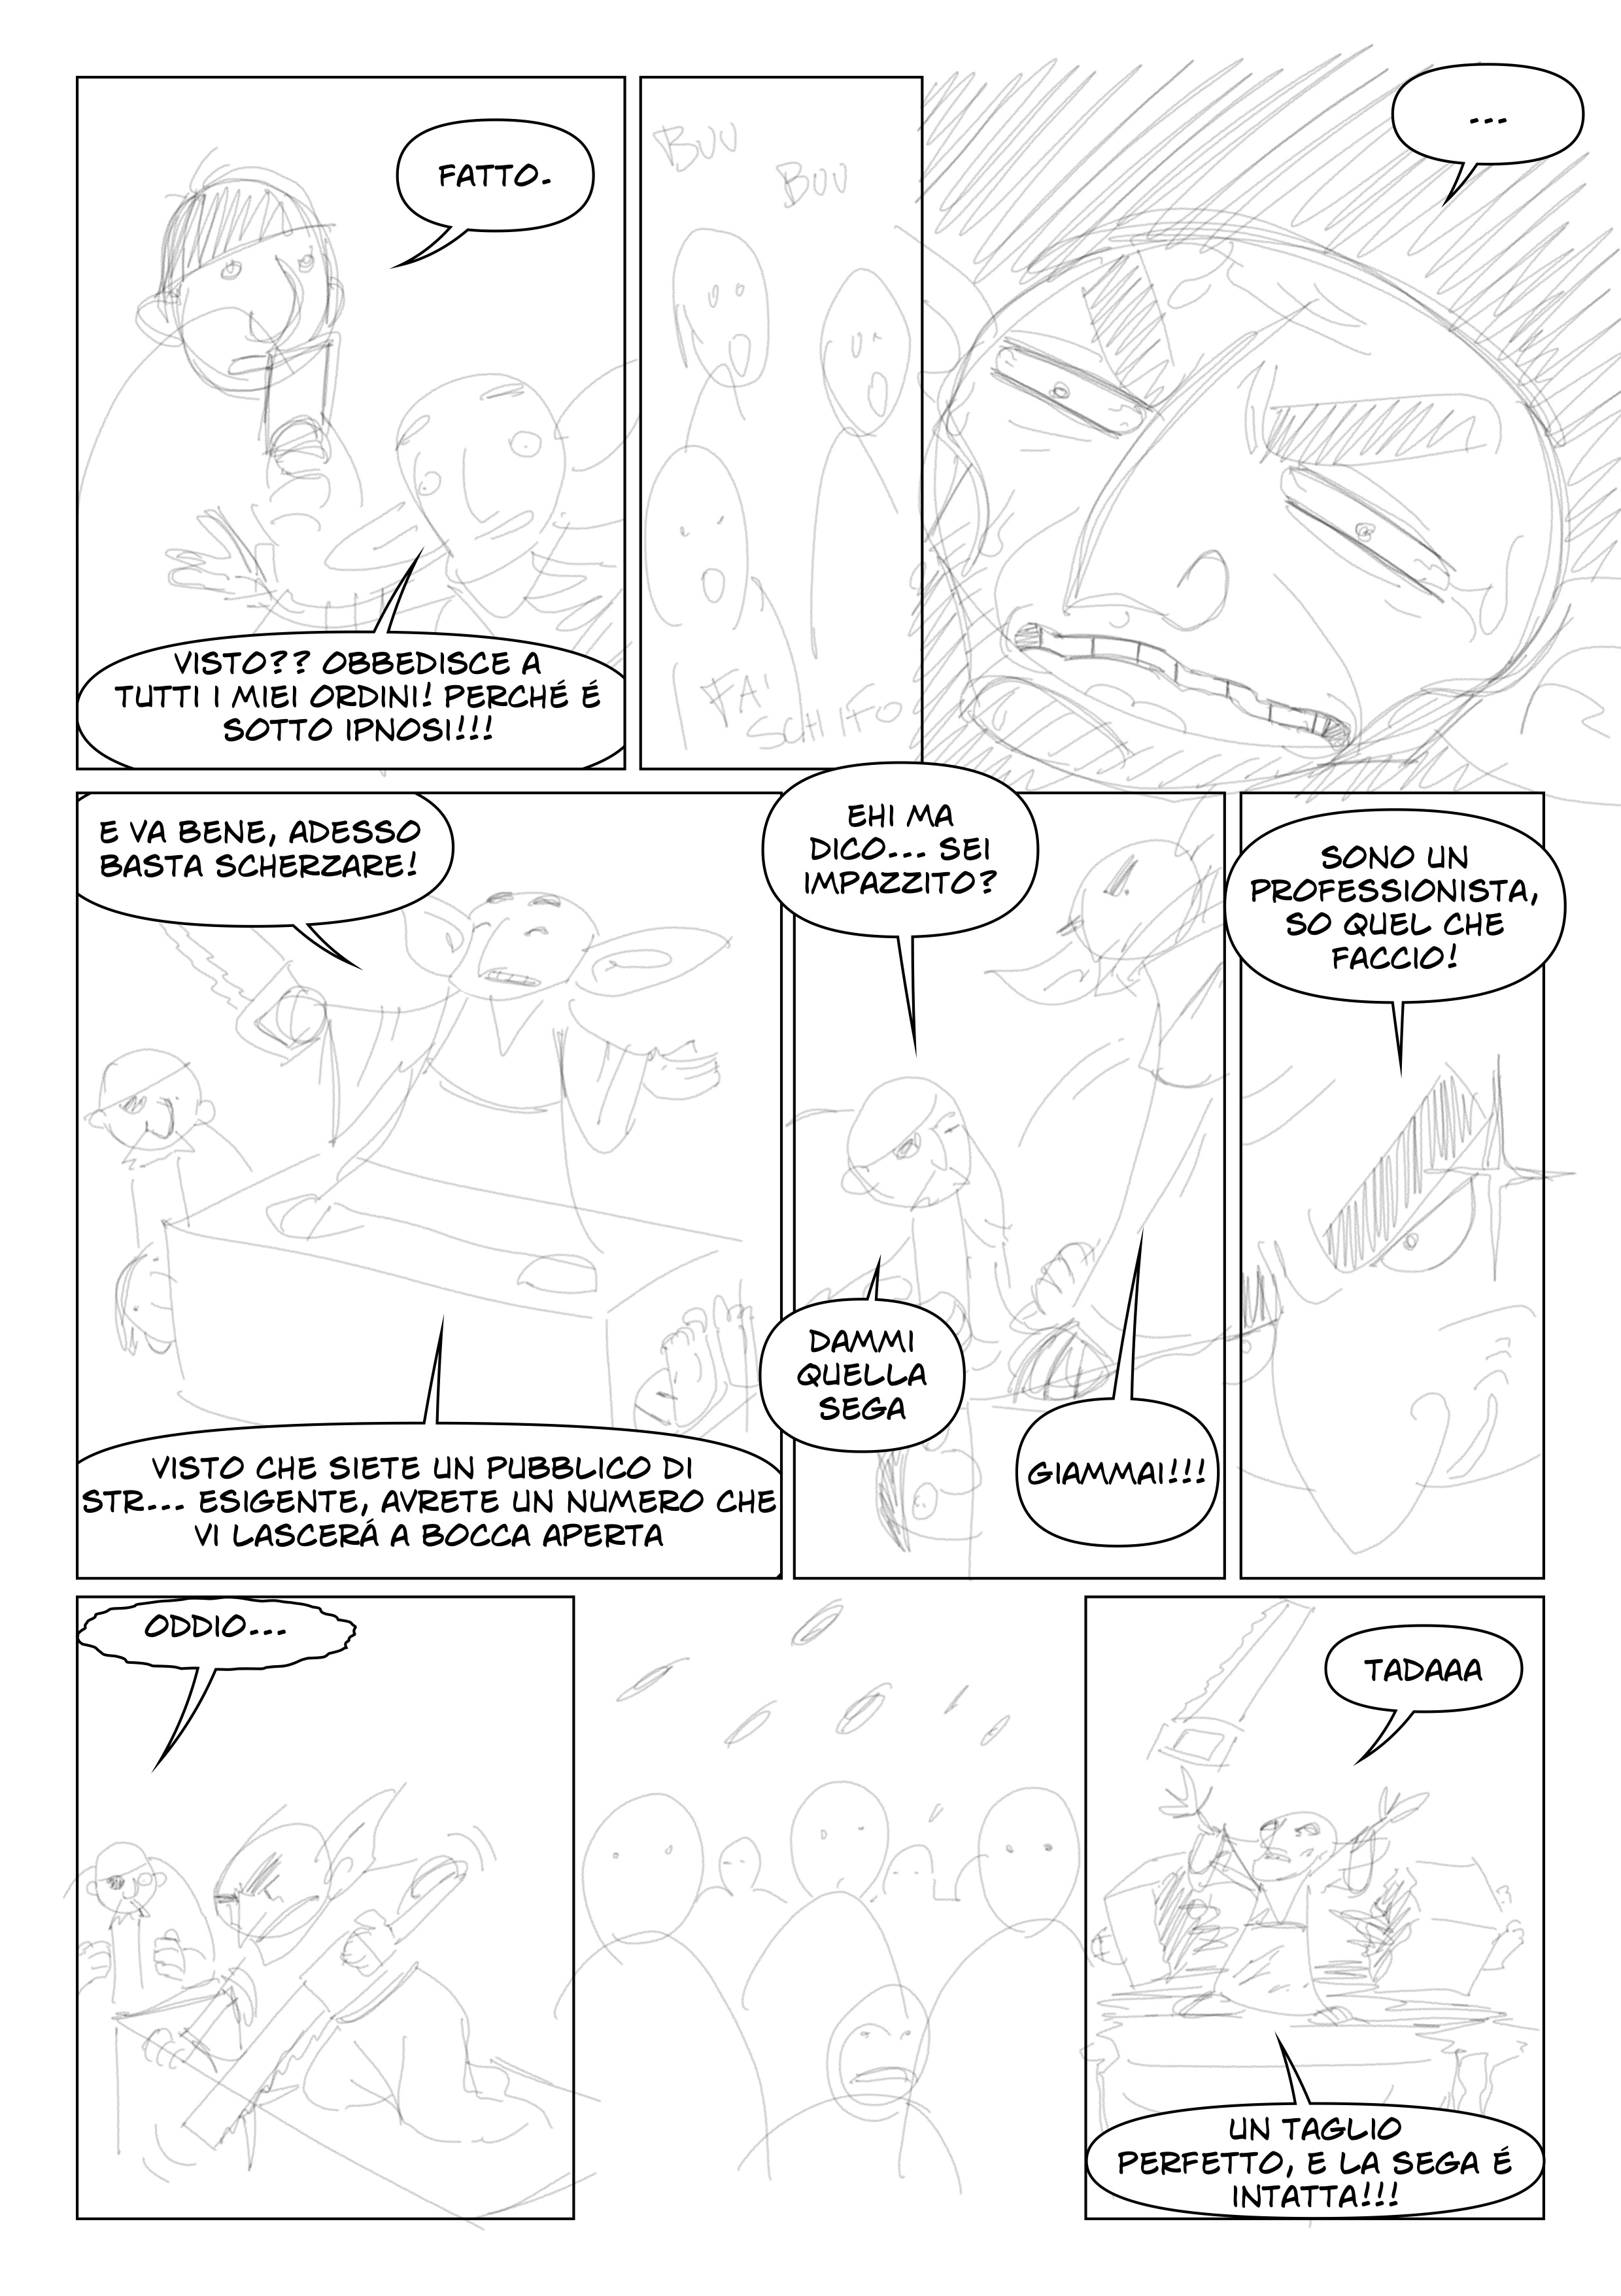 FATTO.
VISTO?? OBBEDISCE A
TUTTI I MIEI ORDINI! PERCHÉ É
SOTTO IPNOSI!!!
BUU
BUU
FA'
SCHIFO
...
E VA BENE, ADESSO
BASTA SCHERZARE!
VISTO CHE SIETE UN PUBBLICO DI
STR... ESIGENTE, AVRETE UN NUMERO CHE
VI LASCERÁ A BOCCA APERTA
EHI MA
DICO... SEI
IMPAZZITO?
DAMMI
QUELLA
SEGA
GIAMMAI!!!
SONO UN
PROFESSIONISTA,
SO QUEL CHE
FACCIO!
ODDIO...
TADAAA
UN TAGLIO
PERFETTO, E LA SEGA É
INTATTA!!!